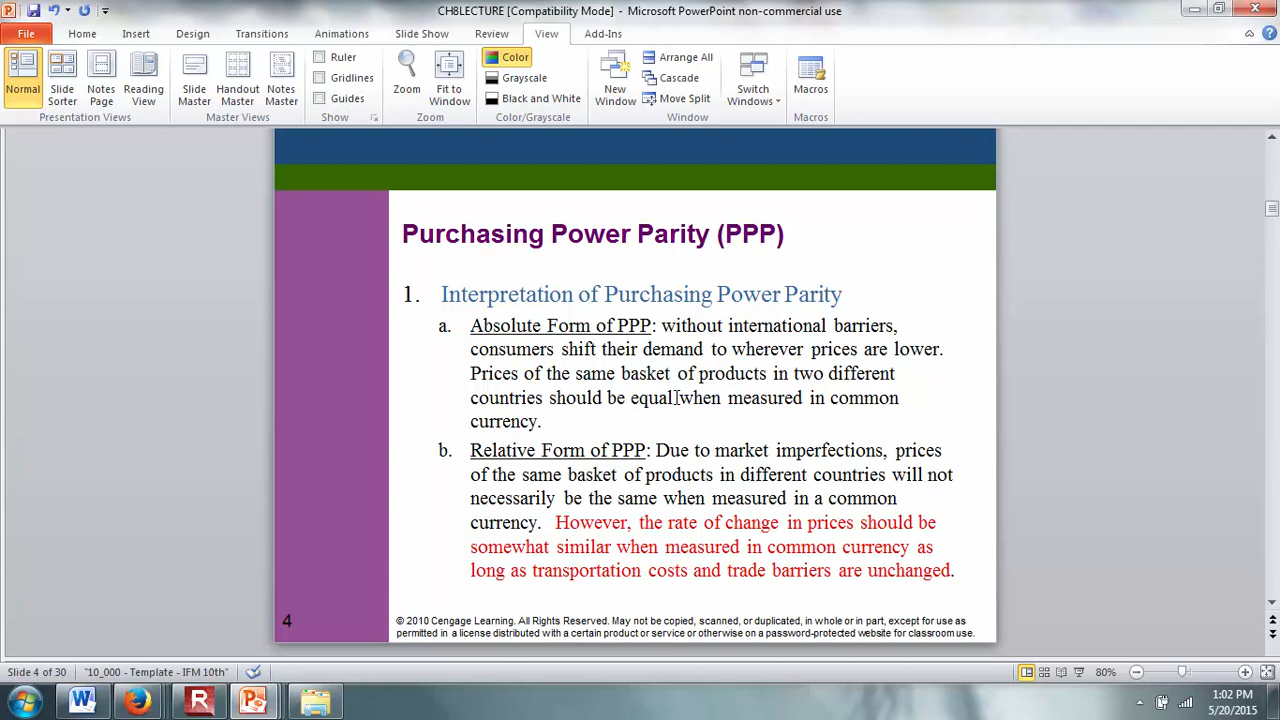 CH8LECTURE [Compatibility Mode] - Microsoft PowerPoint non-commercial use
File Home Insert Design Transitions Animations Slide Show Review View Add-Ins
Normal
Slide Sorter
Notes Page
Reading View
Presentation Views
Slide Master
Handout Master
Notes Master
Master Views
Ruler
Gridlines
Guides
Show
Zoom
Fit to Window
Zoom
Color
Grayscale
Black and White
Color/Grayscale
New Window
Arrange All
Cascade
Move Split
Switch Windows
Window
Macros
Macros
Purchasing Power Parity (PPP)
1. Interpretation of Purchasing Power Parity
a. Absolute Form of PPP: without international barriers,
consumers shift their demand to wherever prices are lower.
Prices of the same basket of products in two different
countries should be equal when measured in common
currency.
b. Relative Form of PPP: Due to market imperfections, prices
of the same basket of products in different countries will not
necessarily be the same when measured in a common
currency. However, the rate of change in prices should be
somewhat similar when measured in common currency as
long as transportation costs and trade barriers are unchanged.
4
© 2010 Cengage Learning. All Rights Reserved. May not be copied, scanned, or duplicated, in whole or in part, except for use as
permitted in a license distributed with a certain product or service or otherwise on a password-protected website for classroom use.
Slide 4 of 30 "10_000 - Template - IFM 10th" 80%
1:02 PM
5/20/2015